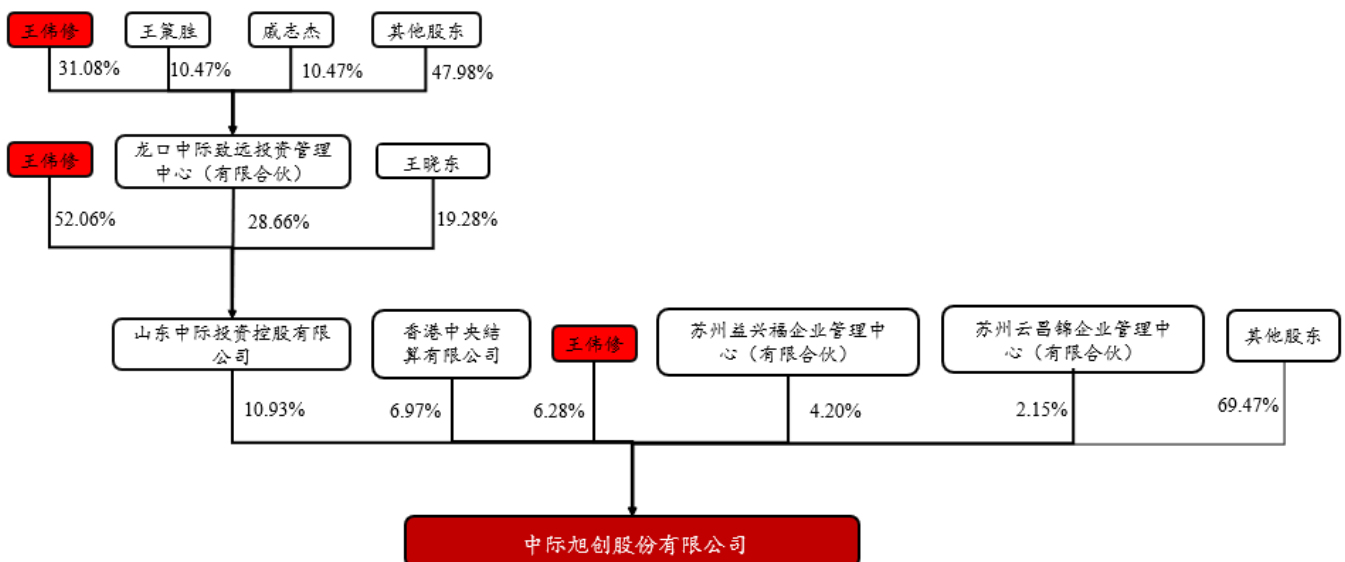 王伟修
王策胜
戚志杰
其他股东
31.08%
10.47%
10.47%
47.98%
王伟修
龙口中际致远投资管理
中心（有限合伙）
王晓东
52.06%
28.66%
19.28%
山东中际投资控股有限
公司
香港中央结
算有限公司
王伟修
苏州益兴福企业管理中
心（有限合伙）
苏州云昌锦企业管理中
心（有限合伙）
其他股东
10.93%
6.97%
6.28%
4.20%
2.15%
69.47%
中际旭创股份有限公司